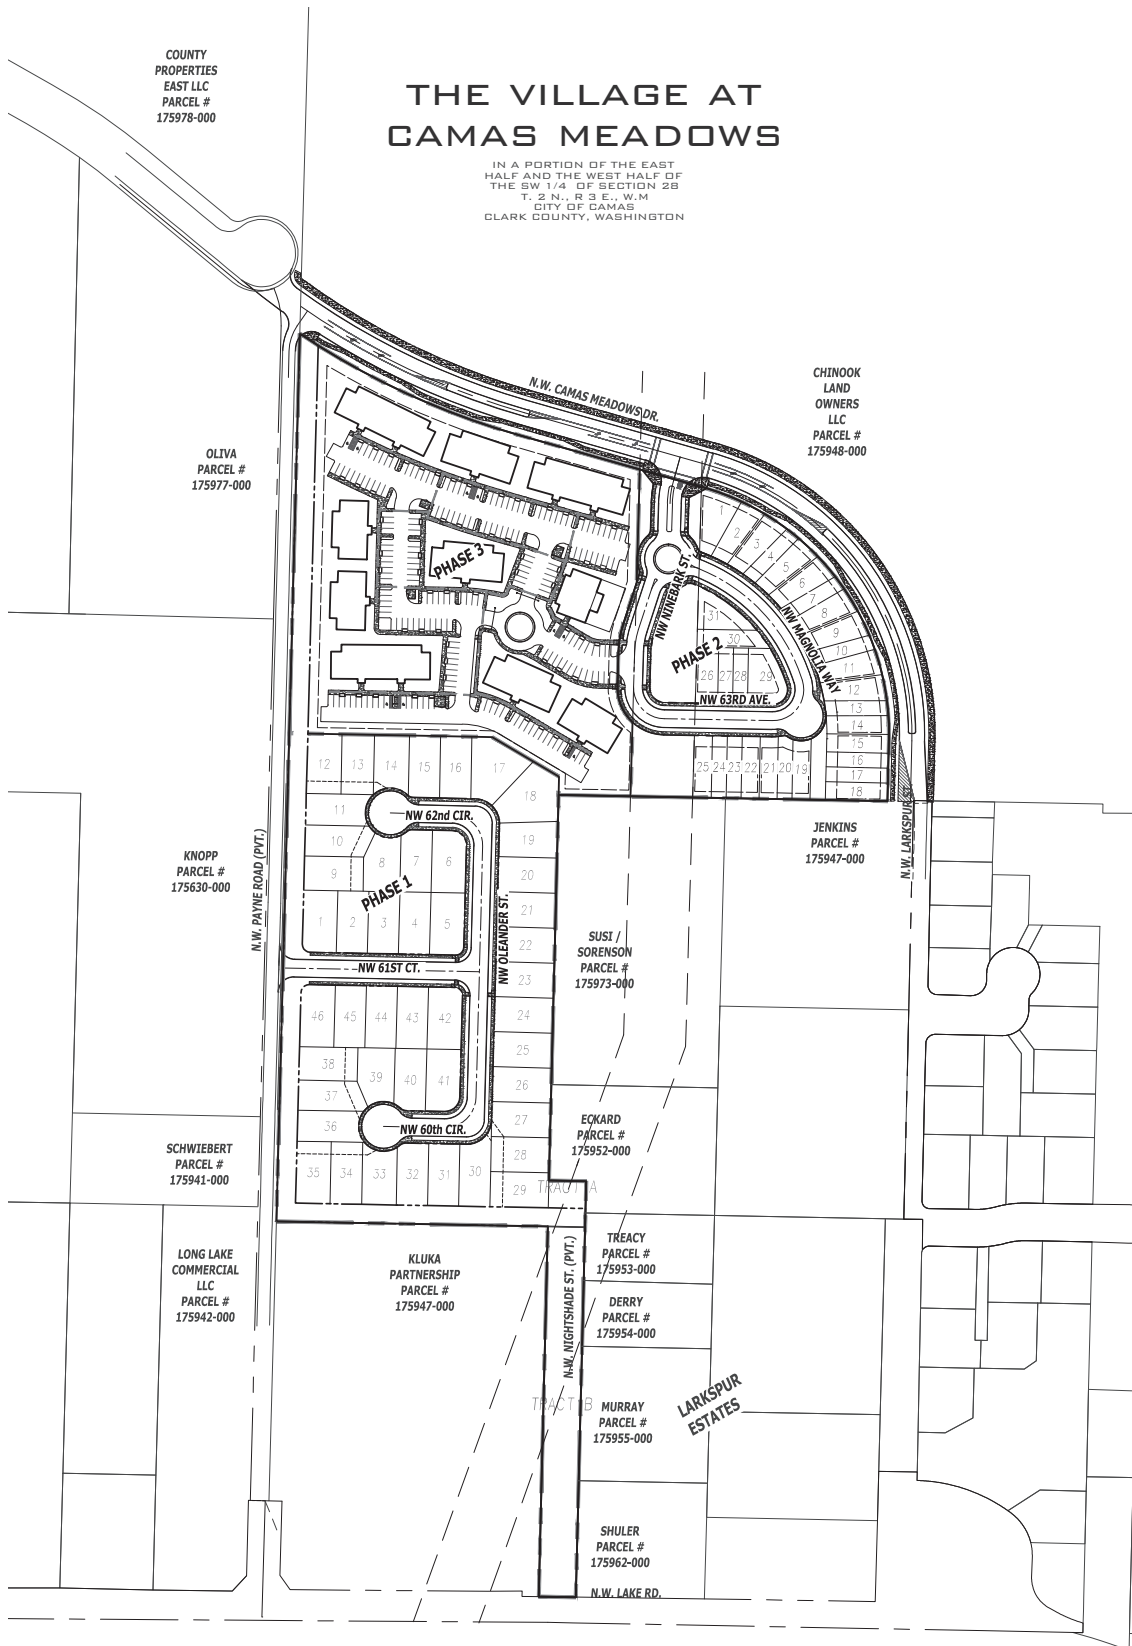 THE VILLAGE AT
CAMAS MEADOWS
IN A PORTION OF THE EAST
HALF AND THE WEST HALF OF
THE SW 1/4 OF SECTION 28
T. 2 N., R 3 E., W.M
CITY OF CAMAS
CLARK COUNTY, WASHINGTON
COUNTY
PROPERTIES
EAST LLC
PARCEL #
175978-000
N.W. CAMAS MEADOWS DR.
CHINOOK
LAND
OWNERS
LLC
PARCEL #
175948-000
OLIVA
PARCEL #
175977-000
PHASE 3
NW NINEBARK ST.
NW MAGNOLIA WAY
PHASE 2
NW 63RD AVE.
1
2
3
4
5
6
7
8
9
10
11
12
13
14
15
16
17
18
31
30
26 27 28 29
25 24 23 22 21 20 19
12 13 14 15 16 17
18
11
NW 62nd CIR.
10
9
8 7 6
19
20
21
22
23
24
25
26
27
28
29
PHASE 1
1 2 3 4 5
NW OLEANDER ST.
NW 61ST CT.
46 45 44 43 42
38
39 40 41
37
36
NW 60th CIR.
35 34 33 32 31 30
N.W. PAYNE ROAD (PVT.)
KNOPP
PARCEL #
175630-000
JENKINS
PARCEL #
175947-000
N.W. LARKSPUR ST.
SUSI /
SORENSON
PARCEL #
175973-000
ECKARD
PARCEL #
175952-000
SCHWIEBERT
PARCEL #
175941-000
TRACT 1A
LONG LAKE
COMMERCIAL
LLC
PARCEL #
175942-000
KLUKA
PARTNERSHIP
PARCEL #
175947-000
N.W. NIGHTSHADE ST. (PVT.)
TREACY
PARCEL #
175953-000
DERRY
PARCEL #
175954-000
TRACT 1B
MURRAY
PARCEL #
175955-000
LARKSPUR
ESTATES
SHULER
PARCEL #
175962-000
N.W. LAKE RD.